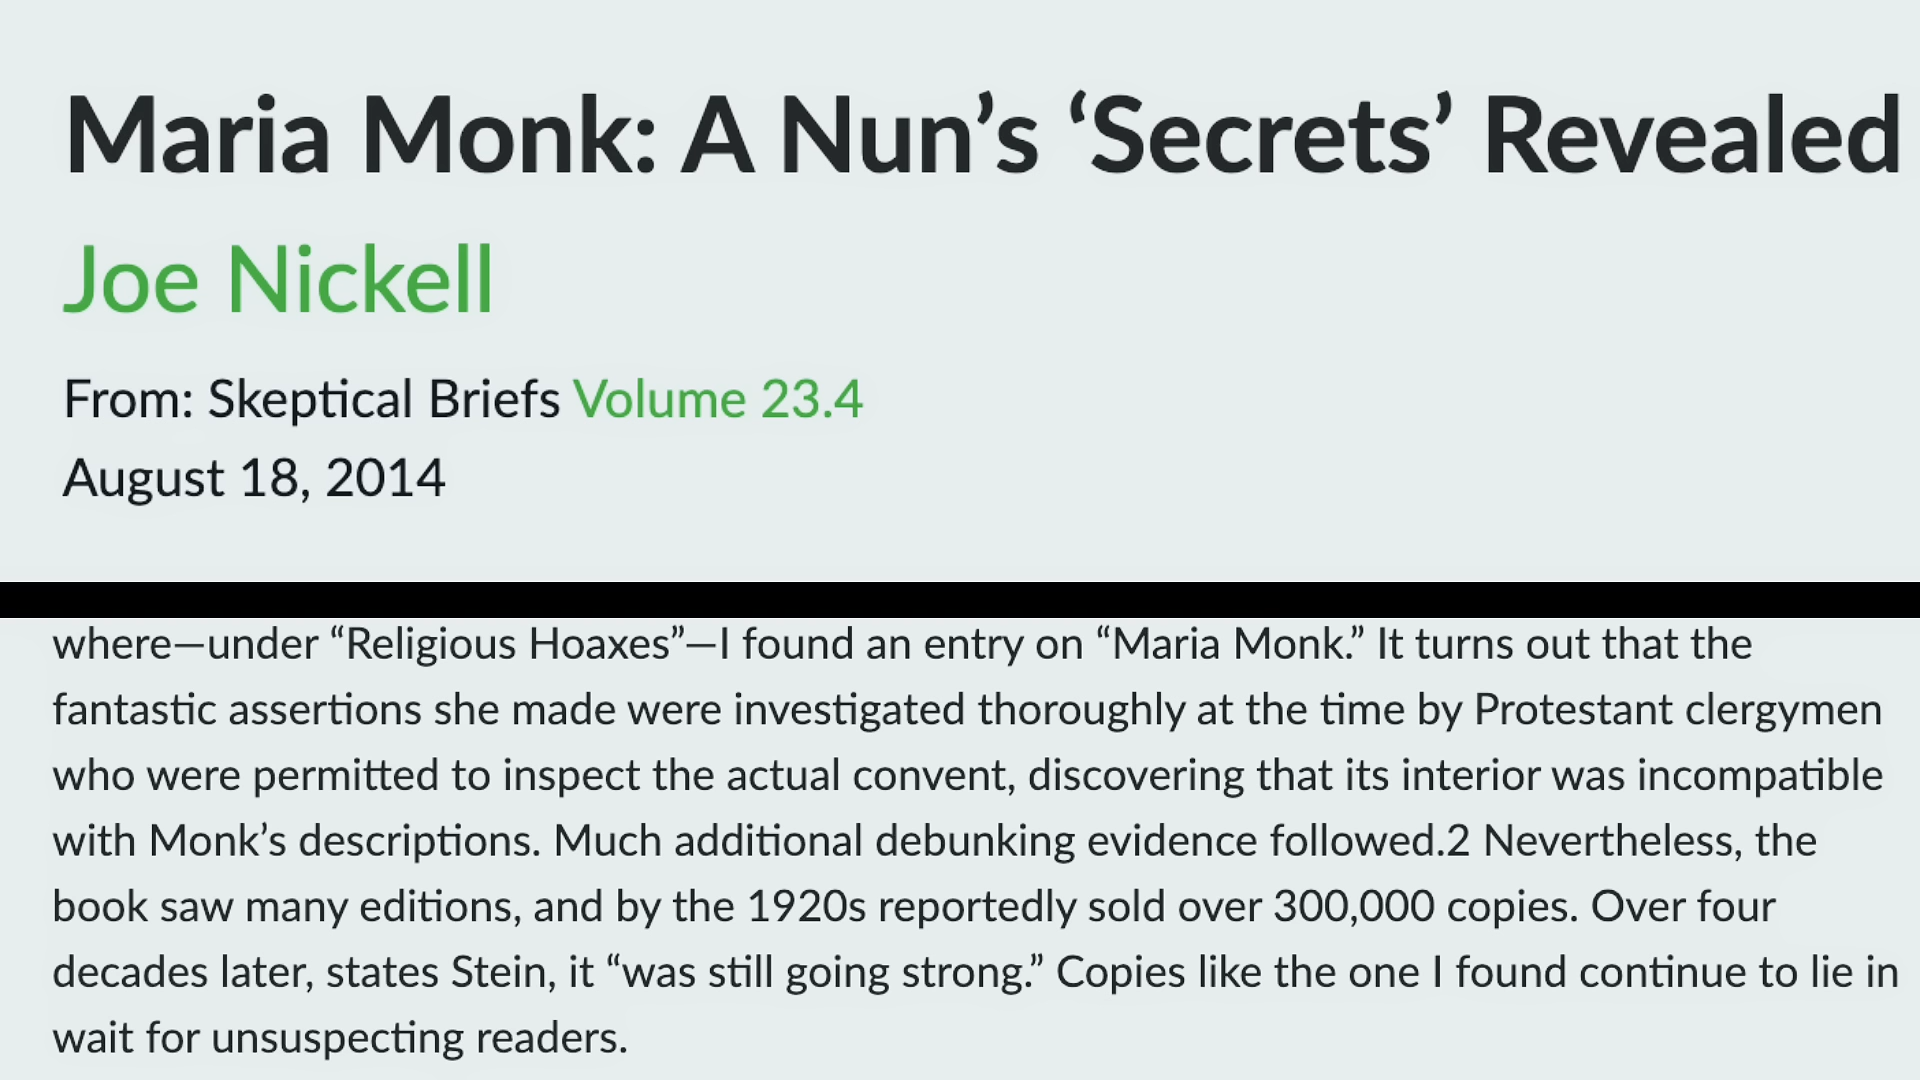 Maria Monk: A Nun’s ‘Secrets’ Revealed
Joe Nickell
From: Skeptical Briefs Volume 23.4
August 18, 2014
where—under “Religious Hoaxes”—I found an entry on “Maria Monk.” It turns out that the
fantastic assertions she made were investigated thoroughly at the time by Protestant clergymen
who were permitted to inspect the actual convent, discovering that its interior was incompatible
with Monk’s descriptions. Much additional debunking evidence followed.2 Nevertheless, the
book saw many editions, and by the 1920s reportedly sold over 300,000 copies. Over four
decades later, states Stein, it “was still going strong.” Copies like the one I found continue to lie in
wait for unsuspecting readers.